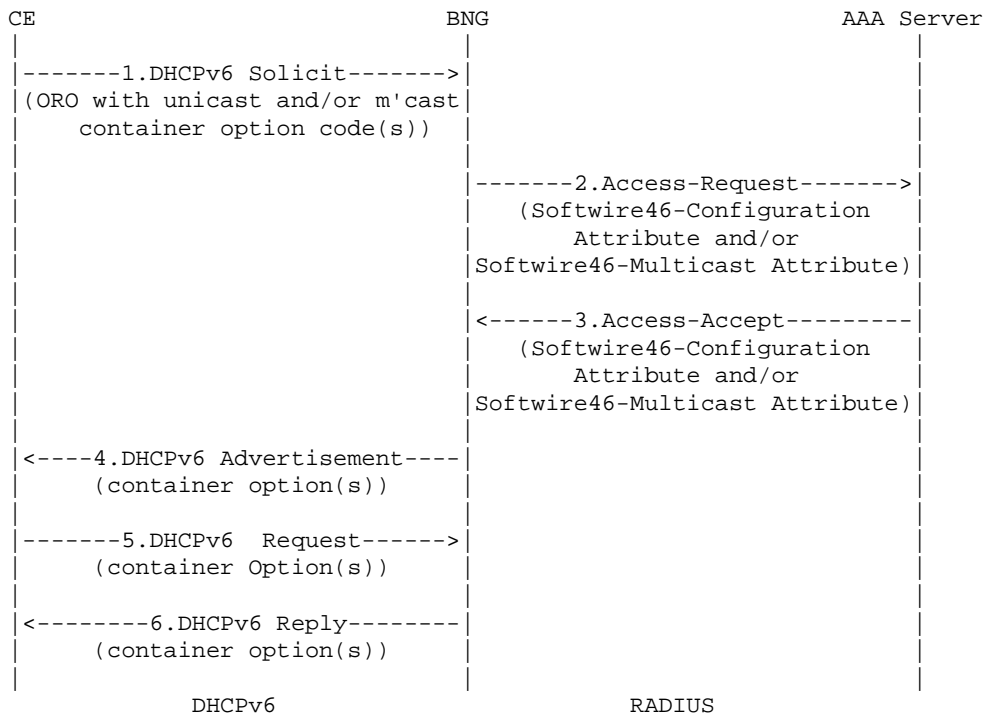 CE BNG AAA Server
|-------1.DHCPv6 Solicit------->|
|(ORO with unicast and/or m'cast|
container option code(s))
|-------2.Access-Request------->|
(Softwire46-Configuration
Attribute and/or
Softwire46-Multicast Attribute)|
|<------3.Access-Accept---------|
(Softwire46-Configuration
Attribute and/or
Softwire46-Multicast Attribute)|
|<----4.DHCPv6 Advertisement----|
(container option(s))
|-------5.DHCPv6  Request------>|
(container Option(s))
|<--------6.DHCPv6 Reply--------|
(container option(s))
DHCPv6 RADIUS